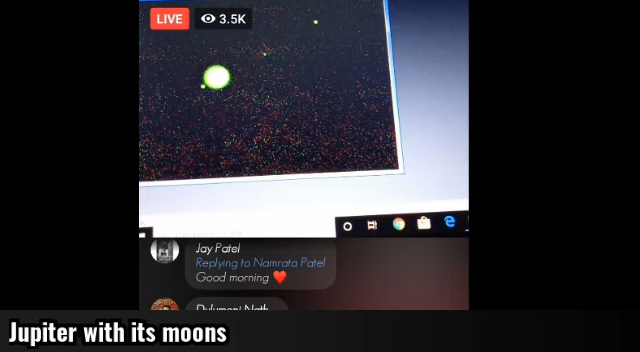 LIVE
3.5K
Jay Patel
Replying to Namrata Patel
Good morning
Jupiter with its moons